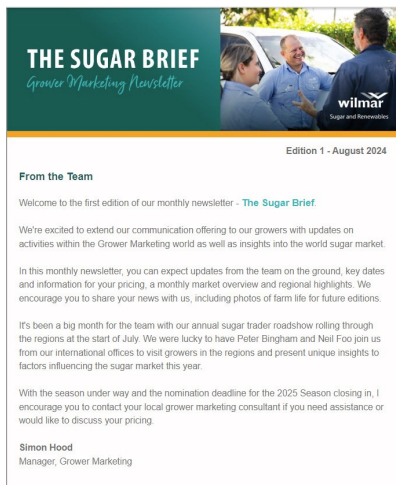 THE SUGAR BRIEF
Grower Marketing Newsletter
wilmar
Sugar and Renewables
Edition 1 - August 2024
From the Team
Welcome to the first edition of our monthly newsletter - The Sugar Brief.
We're excited to extend our communication offering to our growers with updates on
activities within the Grower Marketing world as well as insights into the world sugar market.
In this monthly newsletter, you can expect updates from the team on the ground, key dates
and information for your pricing, a monthly market overview and regional highlights. We
encourage you to share your news with us, including photos of farm life for future editions.
It's been a big month for the team with our annual sugar trader roadshow rolling through
the regions at the start of July. We were lucky to have Peter Bingham and Neil Foo join us
from our international offices to visit growers in the regions and present unique insights to
factors influencing the sugar market this year.
With the season under way and the nomination deadline for the 2025 Season closing in, I
encourage you to contact your local grower marketing consultant if you need assistance or
would like to discuss your pricing.
Simon Hood
Manager, Grower Marketing